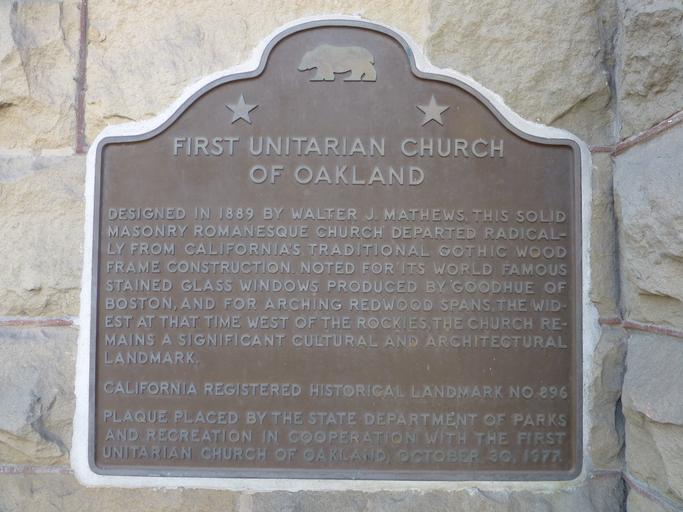 FIRST UNITARIAN CHURCH
OF OAKLAND
DESIGNED IN 1889 BY WALTER J. MATHEWS, THIS SOLID
MASONRY ROMANESQUE CHURCH DEPARTED RADICAL-
LY FROM CALIFORNIA'S TRADITIONAL GOTHIC WOOD
FRAME CONSTRUCTION. NOTED FOR ITS WORLD FAMOUS
STAINED GLASS WINDOWS PRODUCED BY GOODHUE OF
BOSTON, AND FOR ARCHING REDWOOD SPANS, THE WID-
EST AT THAT TIME WEST OF THE ROCKIES, THE CHURCH RE-
MAINS A SIGNIFICANT CULTURAL AND ARCHITECTURAL
LANDMARK.
CALIFORNIA REGISTERED HISTORICAL LANDMARK NO. 896
PLAQUE PLACED BY THE STATE DEPARTMENT OF PARKS
AND RECREATION IN COOPERATION WITH THE FIRST
UNITARIAN CHURCH OF OAKLAND, OCTOBER 30, 1977.